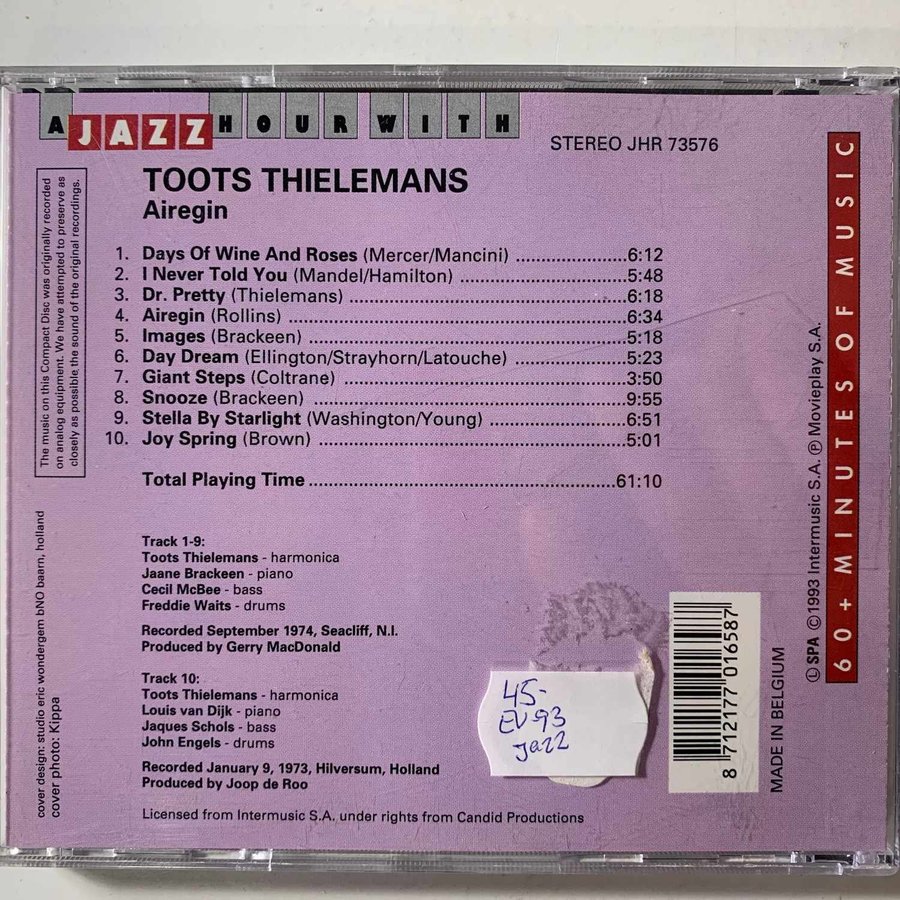 A JAZZ HOUR WITH
STEREO JHR 73576
TOOTS THIELEMANS
Airegin
1. Days Of Wine And Roses (Mercer/Mancini) ....................6:12
2. I Never Told You (Mandel/Hamilton) ..............................5:48
3. Dr. Pretty (Thielemans) ...................................................6:18
4. Airegin (Rollins) ..............................................................6:34
5. Images (Brackeen) ..........................................................5:18
6. Day Dream (Ellington/Strayhorn/Latouche) ....................5:23
7. Giant Steps (Coltrane) ....................................................3:50
8. Snooze (Brackeen) ..........................................................9:55
9. Stella By Starlight (Washington/Young) .........................6:51
10. Joy Spring (Brown) ........................................................5:01
Total Playing Time ........................................................61:10
Track 1-9:
Toots Thielemans - harmonica
Jaane Brackeen - piano
Cecil McBee - bass
Freddie Waits - drums
Recorded September 1974, Seacliff, N.I.
Produced by Gerry MacDonald
Track 10:
Toots Thielemans - harmonica
Louis van Dijk - piano
Jaques Schols - bass
John Engels - drums
Recorded January 9, 1973, Hilversum, Holland
Produced by Joop de Roo
Licensed from Intermusic S.A. under rights from Candid Productions
The music on this Compact Disc was originally recorded
on analog equipment. We have attempted to preserve as
closely as possible the sound of the original recordings.
cover design: studio eric wondergem bNO baarn, holland
cover photo: Kippa
45-
EV93
jazz
8 712177 016587
MADE IN BELGIUM
Ⓛ SPA ©1993 Intermusic S.A. Ⓟ Movieplay S.A.
60+ MINUTES OF MUSIC